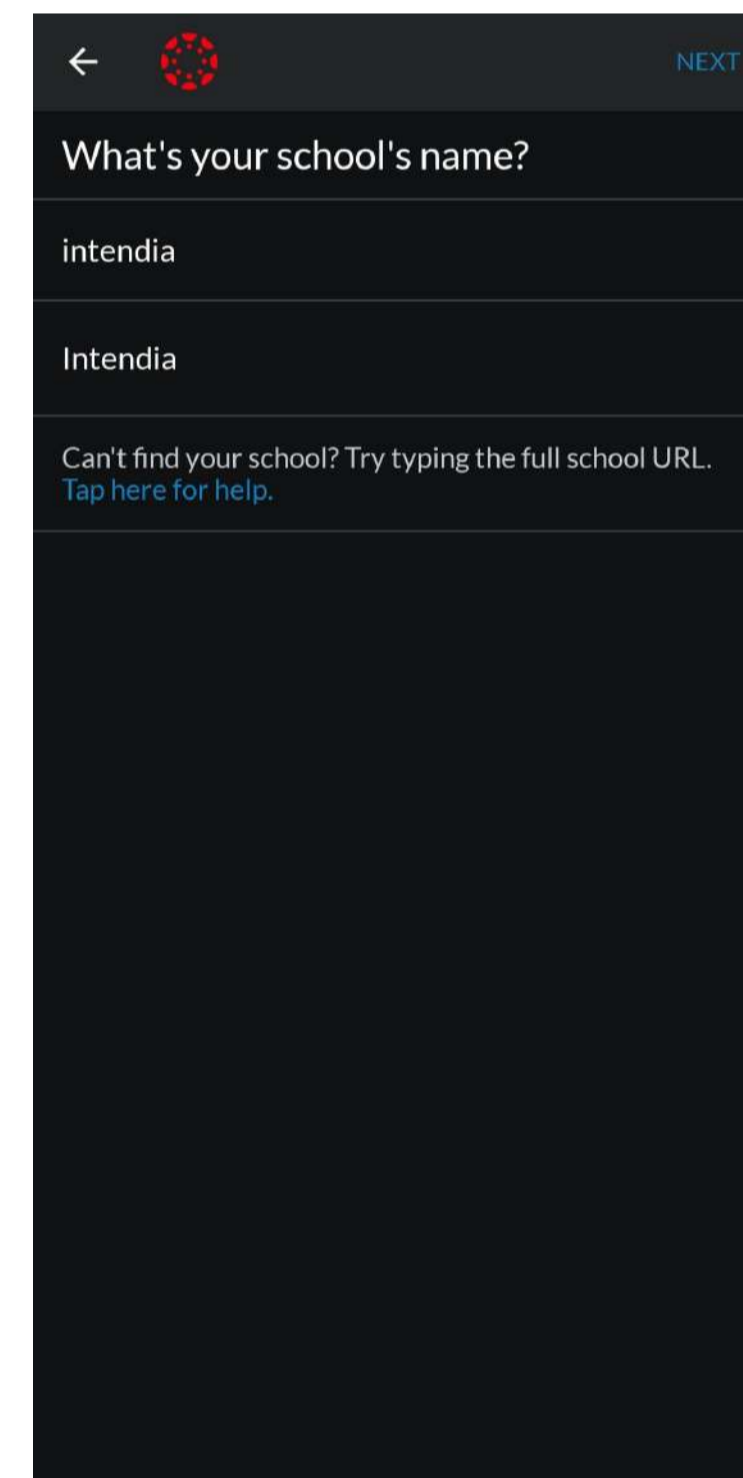 NEXT
What's your school's name?
intendia
Intendia
Can't find your school? Try typing the full school URL.
Tap here for help.